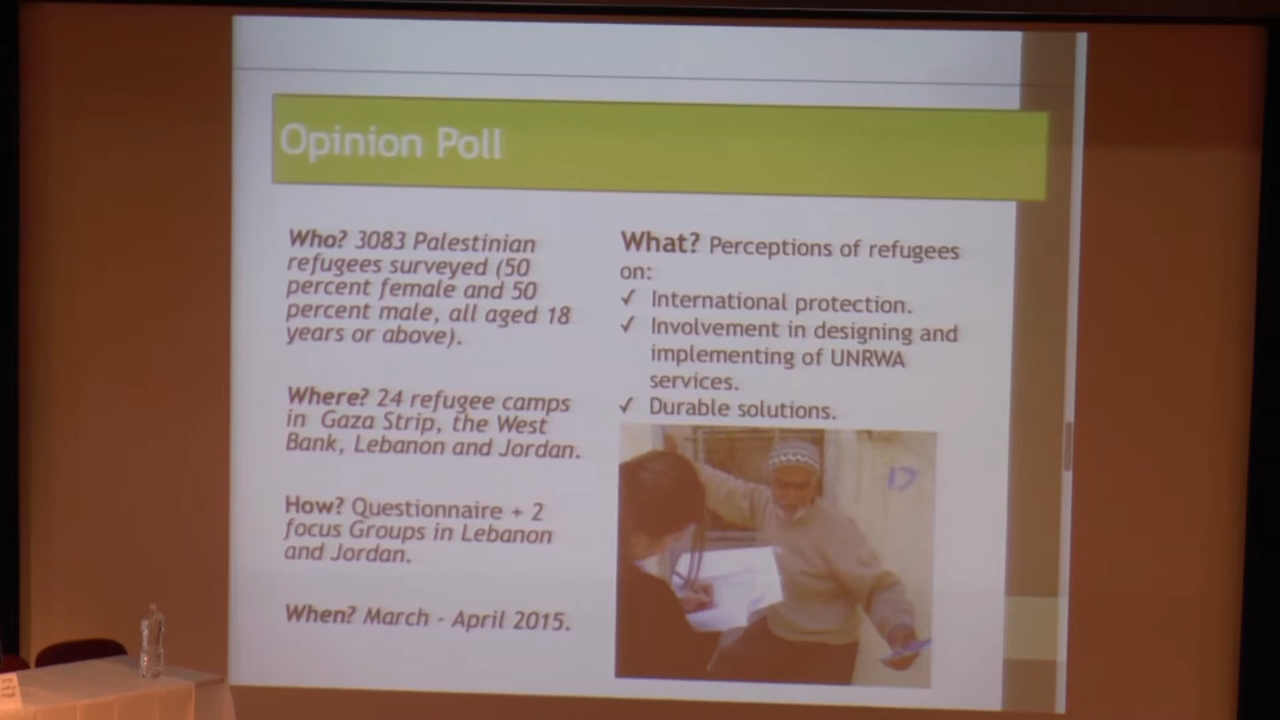 Opinion Poll
Who? 3083 Palestinian
refugees surveyed (50
percent female and 50
percent male, all aged 18
years or above).
Where? 24 refugee camps
in Gaza Strip, the West
Bank, Lebanon and Jordan.
How? Questionnaire + 2
focus Groups in Lebanon
and Jordan.
When? March - April 2015.
What? Perceptions of refugees
on:
✓ International protection.
✓ Involvement in designing and
implementing of UNRWA
services.
✓ Durable solutions.